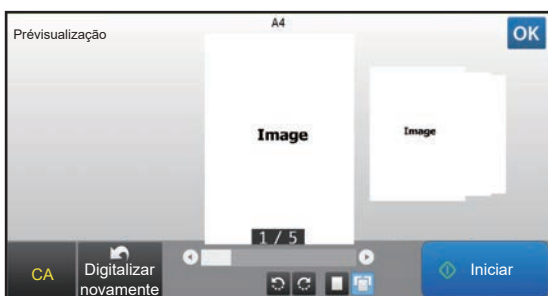 A4
Prévisualização
OK
Image
Image
1 / 5
CA
Digitalizar
novamente
Iniciar